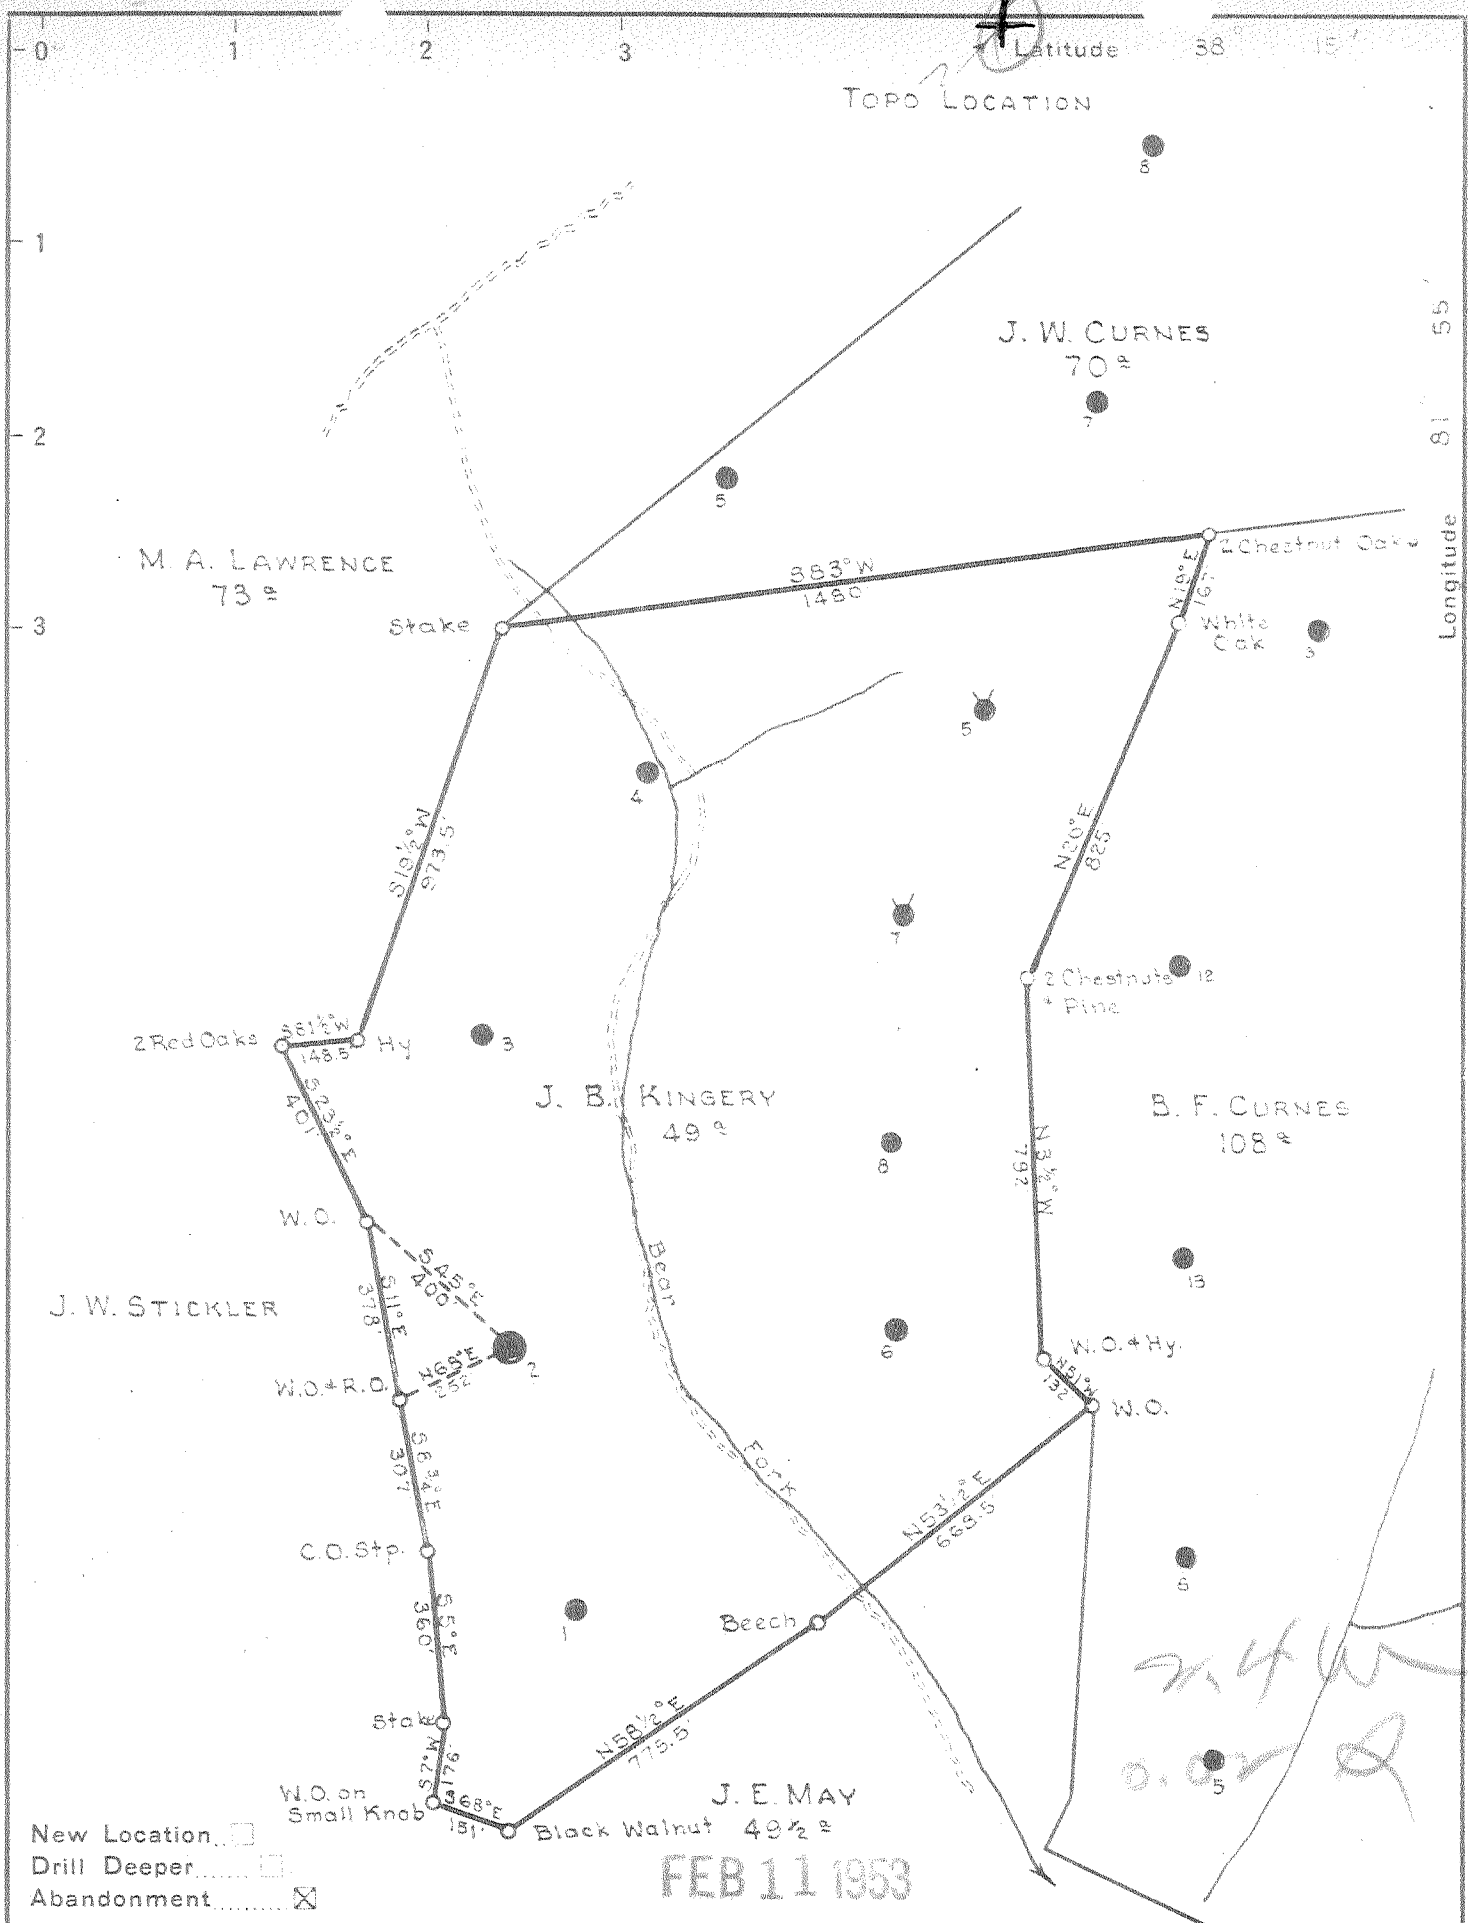 0 1 2 3
Latitude 38° 15'
TOPO LOCATION
8
1
J. W. CURNES
70 a
7
55'
81
Longitude
2
5
M. A. LAWRENCE
73 a
S83°W
1480
2 Chestnut Oaks
N19°E
165'
White
Oak
3
3
Stake
5
4
S19½°W
973.5
N20°E
825
7
2 Chestnuts
+ Pine
12
2 Red Oaks
S81½°W
148.5
Hy
3
S23½°E
401'
J. B. KINGERY
49 a
B. F. CURNES
108 a
8
N3½°W
792
W.O.
S45°E
400'
Bear
13
J. W. STICKLER
S11°E
378'
2
6
W.O. + Hy.
N51°W
132
W.O. + R.O.
N65°E
252'
W.O.
S8¾°E
307
Fork
N53½°E
668.5
C.O. Stp.
6
S5°E
360'
1
Beech
Stake
N58½°E
775.5'
5
S7°W
179'
W.O. on
Small Knob
S68°E
151'
Black Walnut
J. E. MAY
49½ a
New Location
Drill Deeper
Abandonment
FEB 11 1953